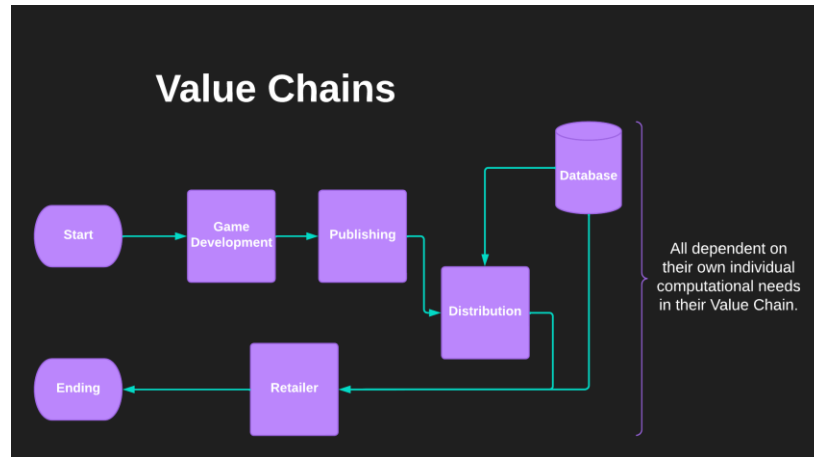 Value Chains
Database
Start
Game
Development
Publishing
Distribution
All dependent on
their own individual
computational needs
in their Value Chain.
Ending
Retailer